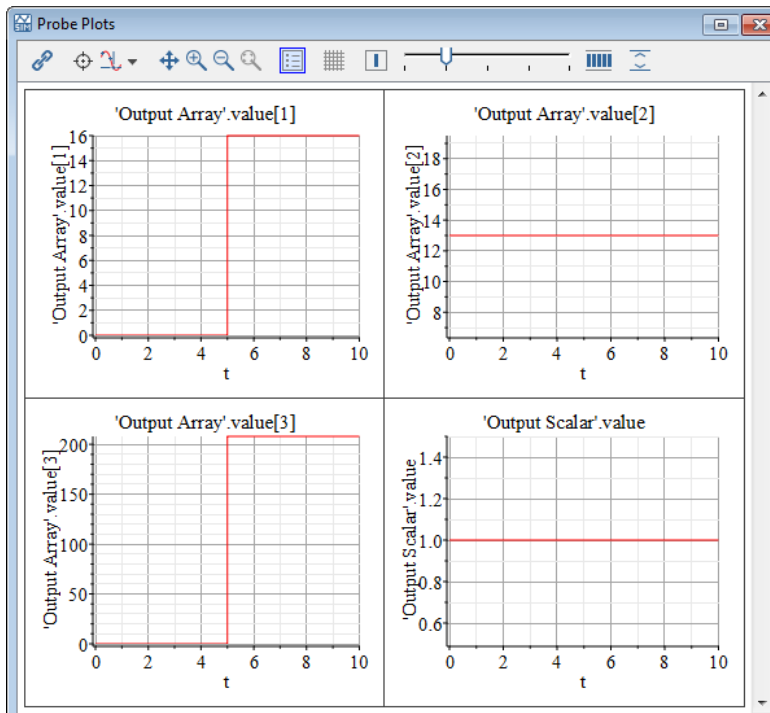 Probe Plots
'Output Array'.value[1]
'Output Array'.value[1]
16
14
12
10
8
6
4
2
0
0 2 4 6 8 10
t
'Output Array'.value[2]
'Output Array'.value[2]
18
16
14
13
12
10
8
0 2 4 6 8 10
t
'Output Array'.value[3]
'Output Array'.value[3]
200
150
100
50
0
0 2 4 6 8 10
t
'Output Scalar'.value
'Output Scalar'.value
1.4
1.2
1.0
0.8
0.6
0 2 4 6 8 10
t